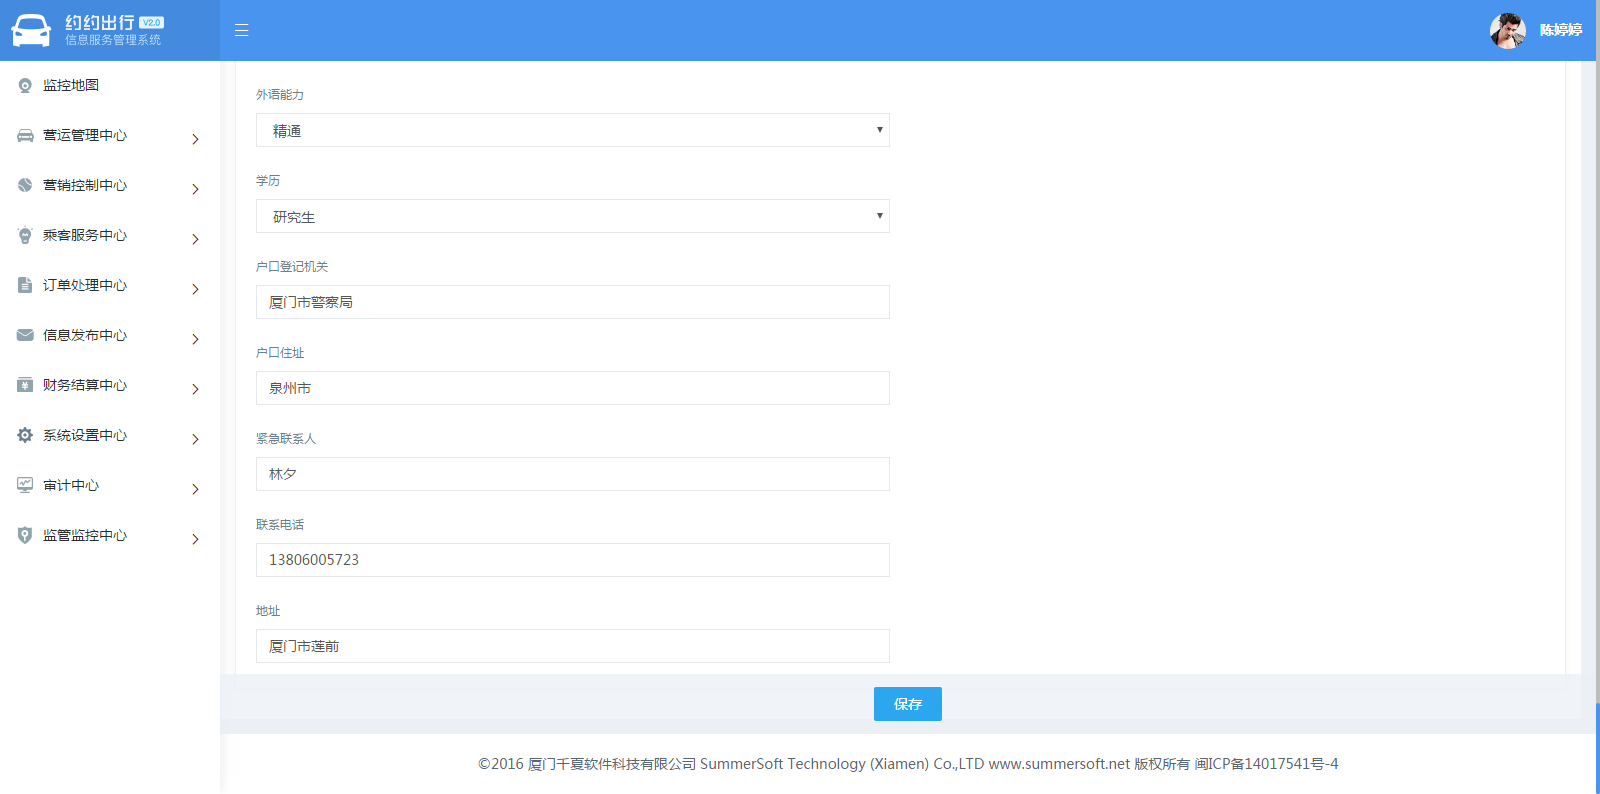 约约出行 V2.0
信息服务管理系统
陈婷婷
监控地图
营运管理中心
营销控制中心
乘客服务中心
订单处理中心
信息发布中心
财务结算中心
系统设置中心
审计中心
监管监控中心
外语能力
精通
学历
研究生
户口登记机关
厦门市警察局
户口住址
泉州市
紧急联系人
林夕
联系电话
13806005723
地址
厦门市莲前
保存
©2016 厦门千夏软件科技有限公司 SummerSoft Technology (Xiamen) Co.,LTD www.summersoft.net 版权所有 闽ICP备14017541号-4